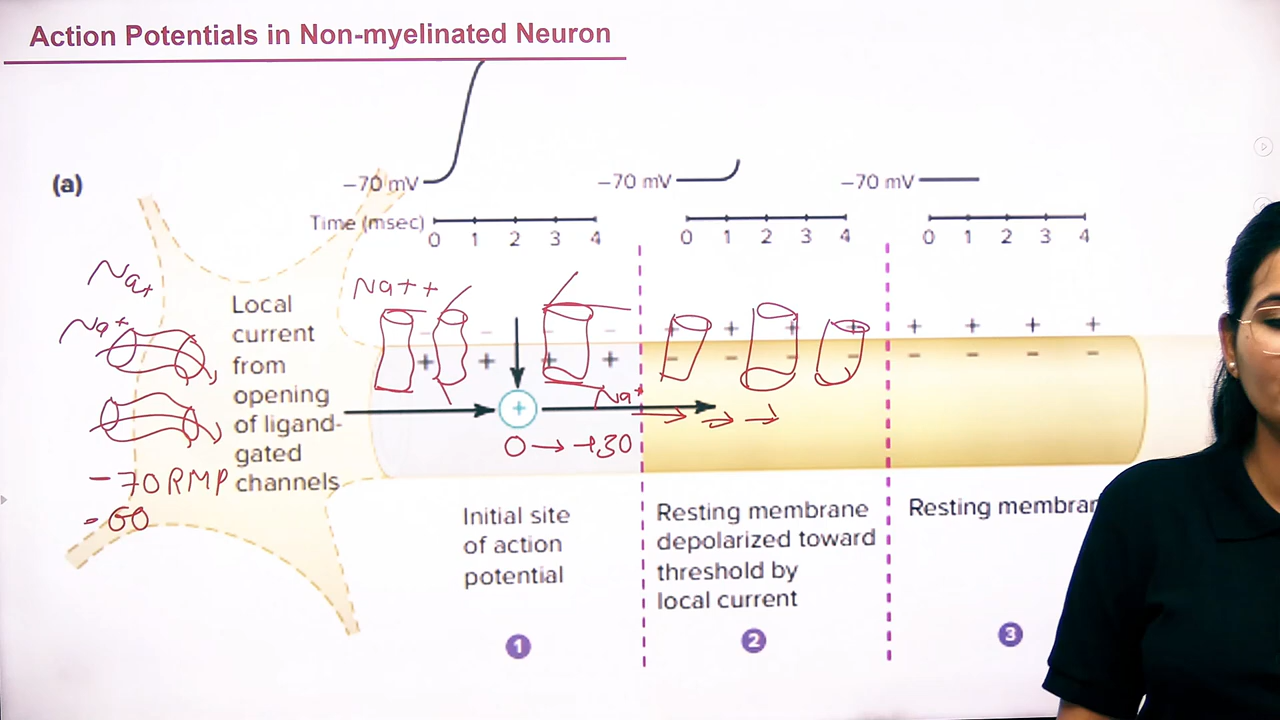 Action Potentials in Non-myelinated Neuron
(a)
−70 mV
−70 mV
−70 mV
Time (msec)
0 1 2 3 4
0 1 2 3 4
0 1 2 3 4
Na+
Na+
Na++
Local
current
from
opening
of ligand-
gated
channels
−70 RMP
-60
+ + + +
+ + + +
− − − −
− − − −
+
Na+
0 → +30
Initial site
of action
potential
1
Resting membrane
depolarized toward
threshold by
local current
2
Resting membran
3